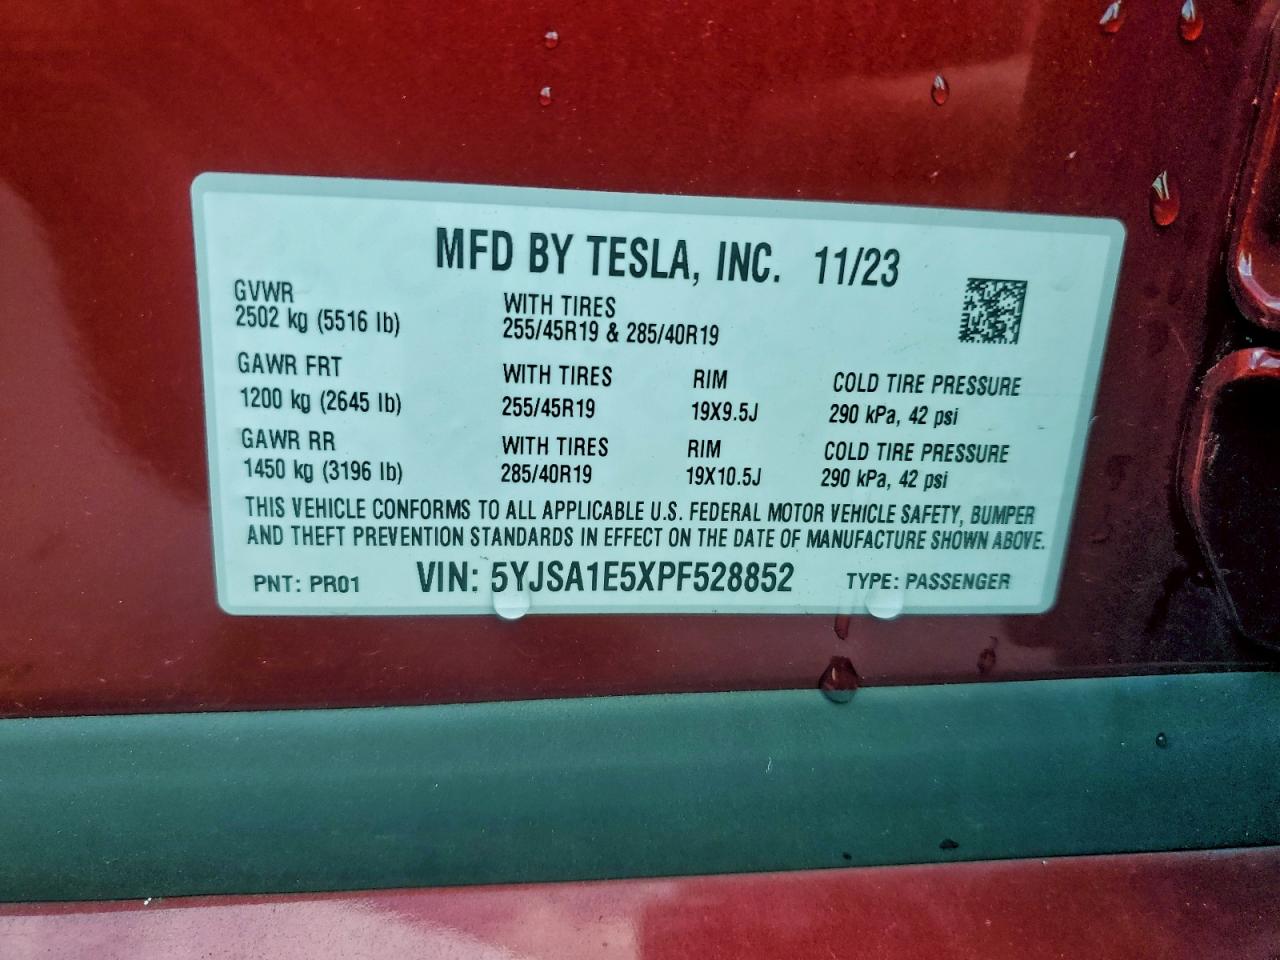 MFD BY TESLA, INC. 11/23
GVWR
2502 kg (5516 lb)
WITH TIRES
255/45R19 & 285/40R19
GAWR FRT WITH TIRES RIM COLD TIRE PRESSURE
1200 kg (2645 lb) 255/45R19 19X9.5J 290 kPa, 42 psi
GAWR RR WITH TIRES RIM COLD TIRE PRESSURE
1450 kg (3196 lb) 285/40R19 19X10.5J 290 kPa, 42 psi
THIS VEHICLE CONFORMS TO ALL APPLICABLE U.S. FEDERAL MOTOR VEHICLE SAFETY, BUMPER
AND THEFT PREVENTION STANDARDS IN EFFECT ON THE DATE OF MANUFACTURE SHOWN ABOVE.
PNT: PR01 VIN: 5YJSA1E5XPF528852 TYPE: PASSENGER